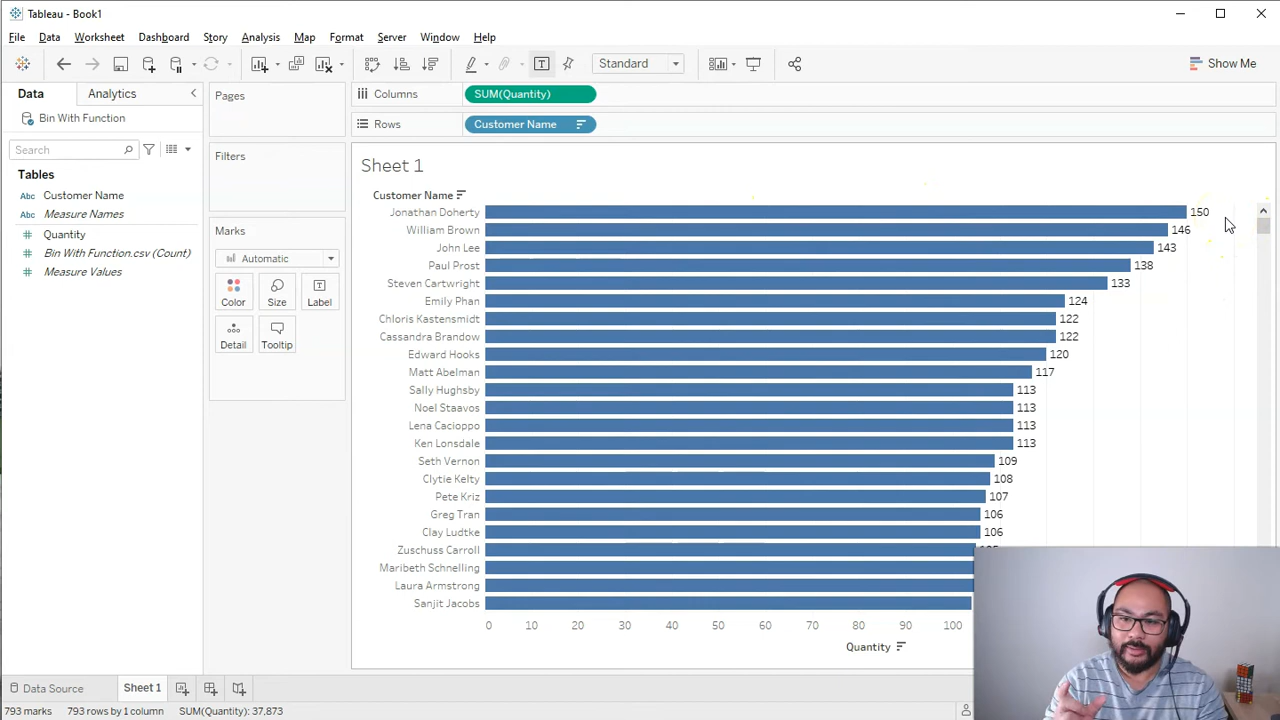 Tableau - Book1
File Data Worksheet Dashboard Story Analysis Map Format Server Window Help
Standard
Show Me
Data Analytics
Bin With Function
Search
Tables
Abc Customer Name
Abc Measure Names
Quantity
Bin With Function.csv (Count)
Measure Values
Pages
Filters
Marks
Automatic
Color Size Label
Detail Tooltip
Columns SUM(Quantity)
Rows Customer Name
Sheet 1
Customer Name
Jonathan Doherty 150
William Brown 146
John Lee 143
Paul Prost 138
Steven Cartwright 133
Emily Phan 124
Chloris Kastensmidt 122
Cassandra Brandow 122
Edward Hooks 120
Matt Abelman 117
Sally Hughsby 113
Noel Staavos 113
Lena Cacioppo 113
Ken Lonsdale 113
Seth Vernon 109
Clytie Kelty 108
Pete Kriz 107
Greg Tran 106
Clay Ludtke 106
Zuschuss Carroll
Maribeth Schnelling
Laura Armstrong
Sanjit Jacobs
0 10 20 30 40 50 60 70 80 90 100
Quantity
Data Source Sheet 1
793 marks 793 rows by 1 column SUM(Quantity): 37,873